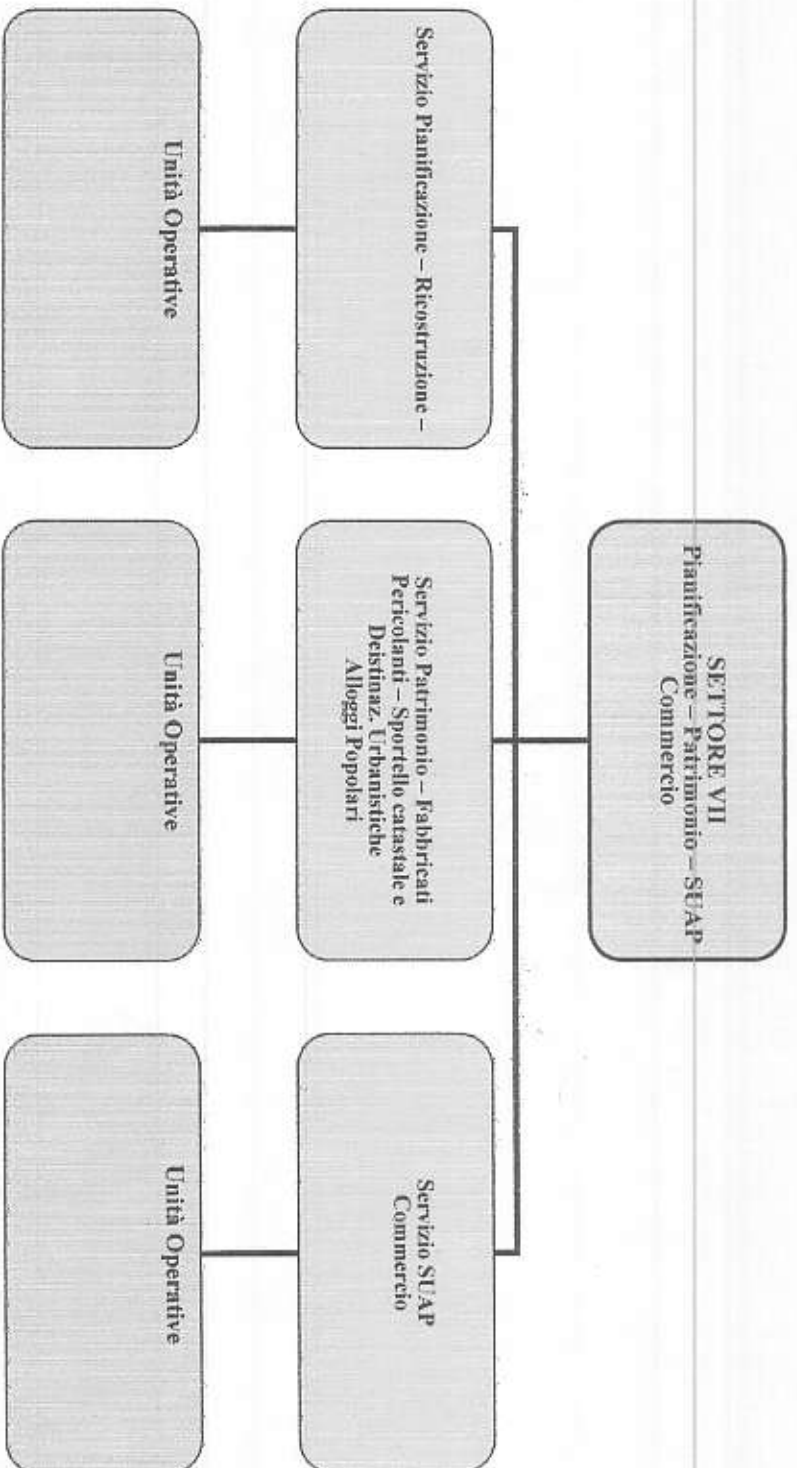 SETTORE VII
Pianificazione – Patrimonio – SUAP
Commercio
Servizio Pianificazione – Ricostruzione –
Servizio Patrimonio – Fabbricati
Pericolanti – Sportello catastale e
Deistinaz. Urbanistiche
Alloggi Popolari
Servizio SUAP
Commercio
Unità Operative
Unità Operative
Unità Operative